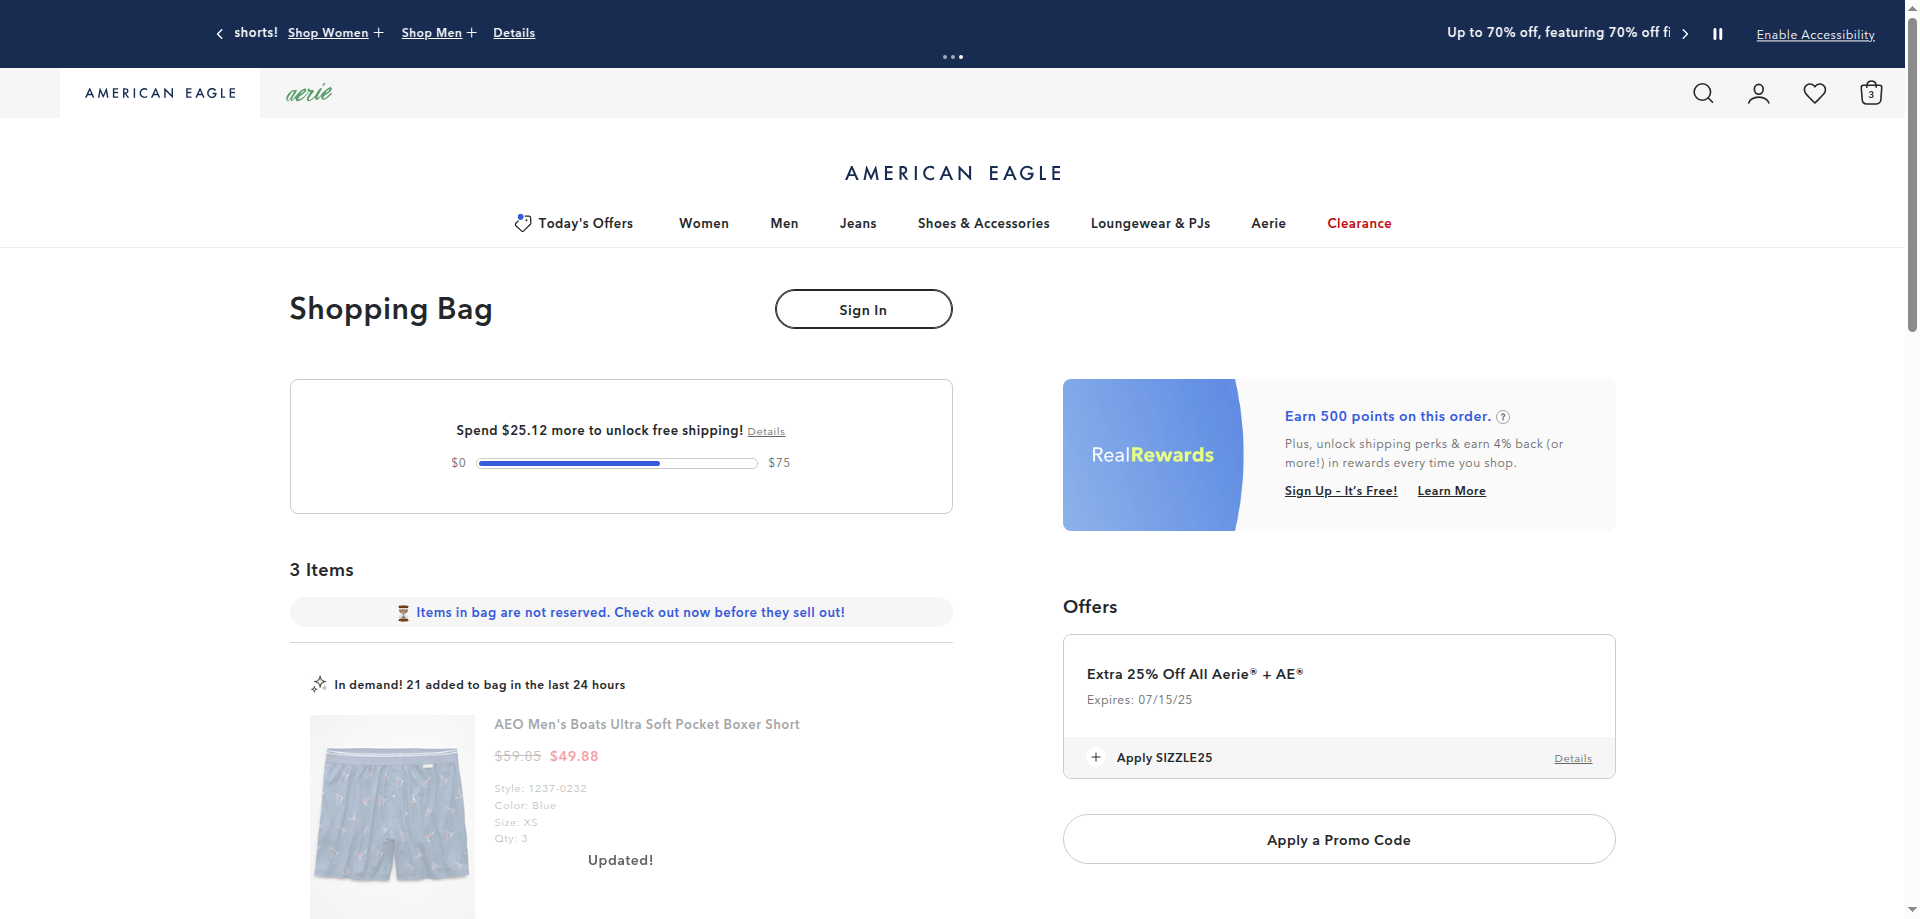 shorts! Shop Women Shop Men Details
Up to 70% off, featuring 70% off fi
Enable Accessibility
AMERICAN EAGLE
aerie
3
AMERICAN EAGLE
Today's Offers
Women
Men
Jeans
Shoes & Accessories
Loungewear & PJs
Aerie
Clearance
Shopping Bag
Sign In
Spend $25.12 more to unlock free shipping! Details
$0
$75
RealRewards
Earn 500 points on this order. ?
Plus, unlock shipping perks & earn 4% back (or
more!) in rewards every time you shop.
Sign Up – It's Free! Learn More
3 Items
Items in bag are not reserved. Check out now before they sell out!
In demand! 21 added to bag in the last 24 hours
AEO Men's Boats Ultra Soft Pocket Boxer Short
$59.85 $49.88
Style: 1237-0232
Color: Blue
Size: XS
Qty: 3
Updated!
Offers
Extra 25% Off All Aerie® + AE®
Expires: 07/15/25
Apply SIZZLE25
Details
Apply a Promo Code